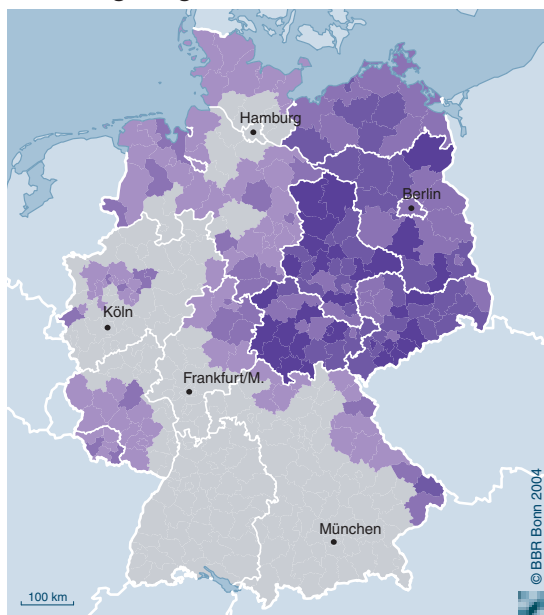 Hamburg
Berlin
Köln
Frankfurt/M.
München
100 km
© BBR Bonn 2004